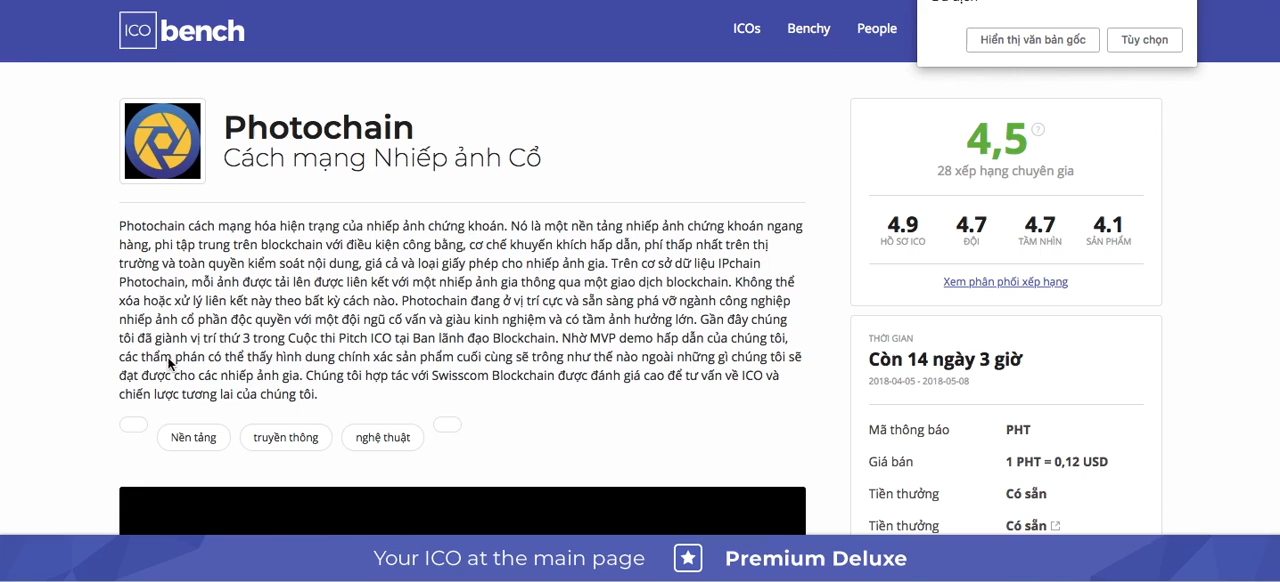 ICO bench
ICOs Benchy People
Hiển thị văn bản gốc Tùy chọn
Photochain
Cách mạng Nhiếp ảnh Cổ
Photochain cách mạng hóa hiện trạng của nhiếp ảnh chứng khoán. Nó là một nền tảng nhiếp ảnh chứng khoán ngang
hàng, phi tập trung trên blockchain với điều kiện công bằng, cơ chế khuyến khích hấp dẫn, phí thấp nhất trên thị
trường và toàn quyền kiểm soát nội dung, giá cả và loại giấy phép cho nhiếp ảnh gia. Trên cơ sở dữ liệu IPchain
Photochain, mỗi ảnh được tải lên được liên kết với một nhiếp ảnh gia thông qua một giao dịch blockchain. Không thể
xóa hoặc xử lý liên kết này theo bất kỳ cách nào. Photochain đang ở vị trí cực và sẵn sàng phá vỡ ngành công nghiệp
nhiếp ảnh cổ phần độc quyền với một đội ngũ cố vấn và giàu kinh nghiệm và có tầm ảnh hưởng lớn. Gần đây chúng
tôi đã giành vị trí thứ 3 trong Cuộc thi Pitch ICO tại Ban lãnh đạo Blockchain. Nhờ MVP demo hấp dẫn của chúng tôi,
các thẩm phán có thể thấy hình dung chính xác sản phẩm cuối cùng sẽ trông như thế nào ngoài những gì chúng tôi sẽ
đạt được cho các nhiếp ảnh gia. Chúng tôi hợp tác với Swisscom Blockchain được đánh giá cao để tư vấn về ICO và
chiến lược tương lai của chúng tôi.
Nền tảng truyền thông nghệ thuật
4,5 ?
28 xếp hạng chuyên gia
4.9 4.7 4.7 4.1
HỒ SƠ ICO ĐỘI TẦM NHÌN SẢN PHẨM
Xem phân phối xếp hạng
THỜI GIAN
Còn 14 ngày 3 giờ
2018-04-05 - 2018-05-08
Mã thông báo PHT
Giá bán 1 PHT = 0,12 USD
Tiền thưởng Có sẵn
Tiền thưởng Có sẵn
Your ICO at the main page Premium Deluxe